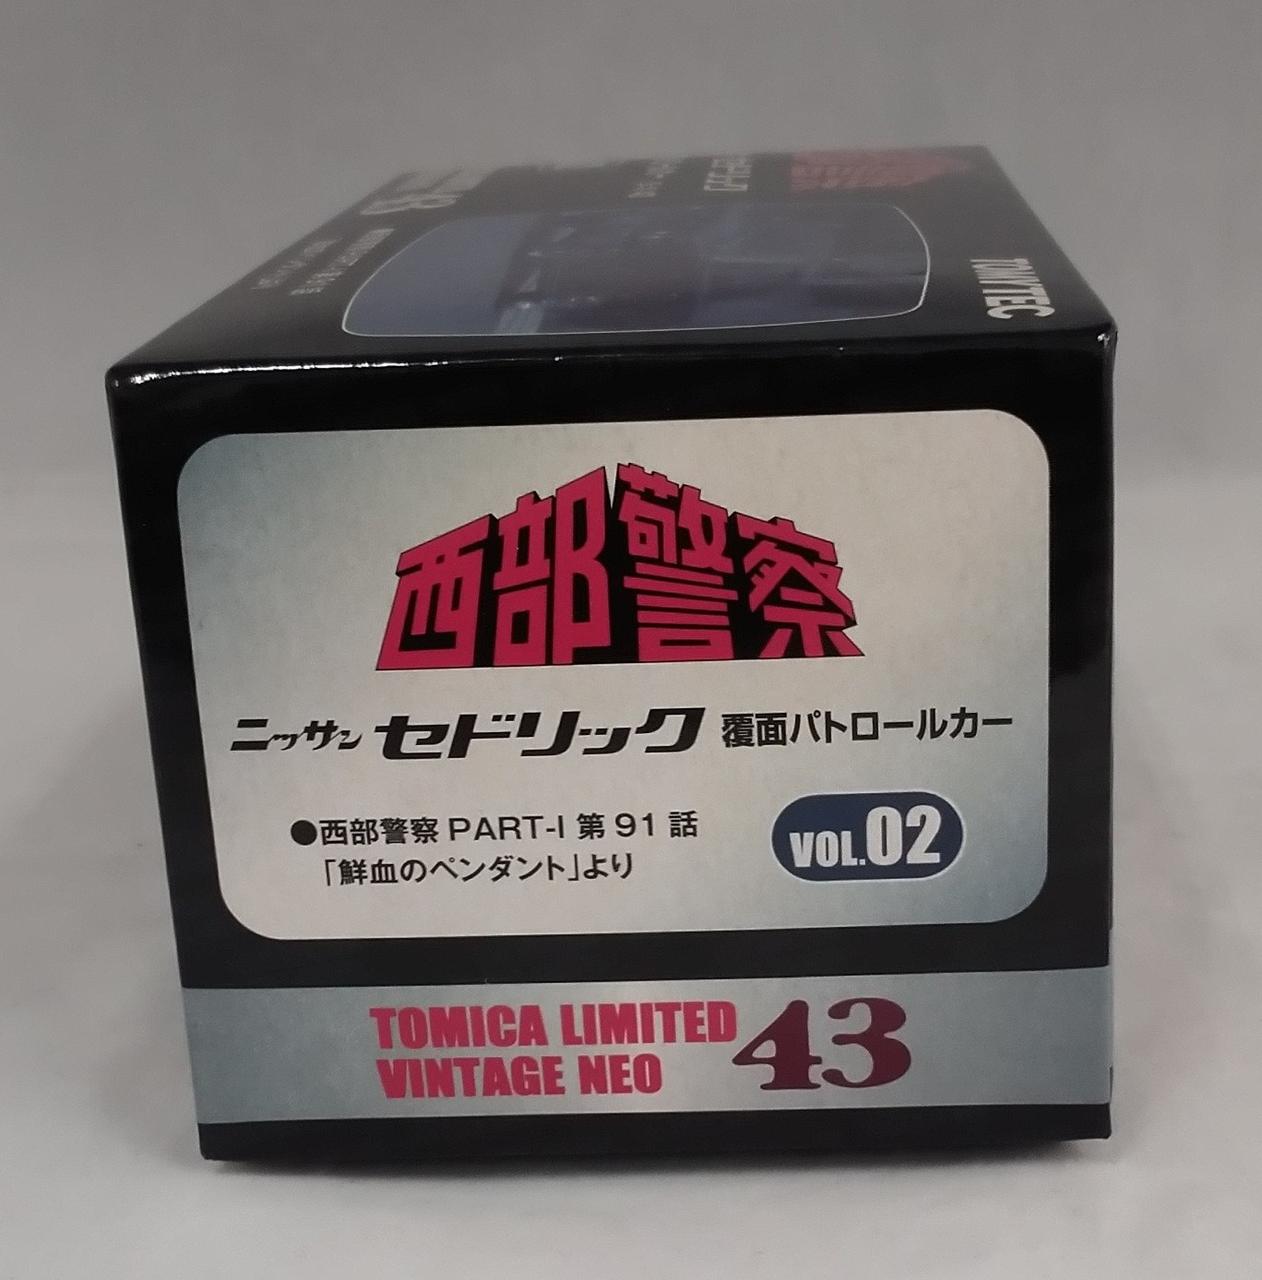 TOMYTEC
西部警察
ニッサン セドリック 覆面パトロールカー
●西部警察 PART-I 第91話
「鮮血のペンダント」より
VOL.02
TOMICA LIMITED
VINTAGE NEO 43